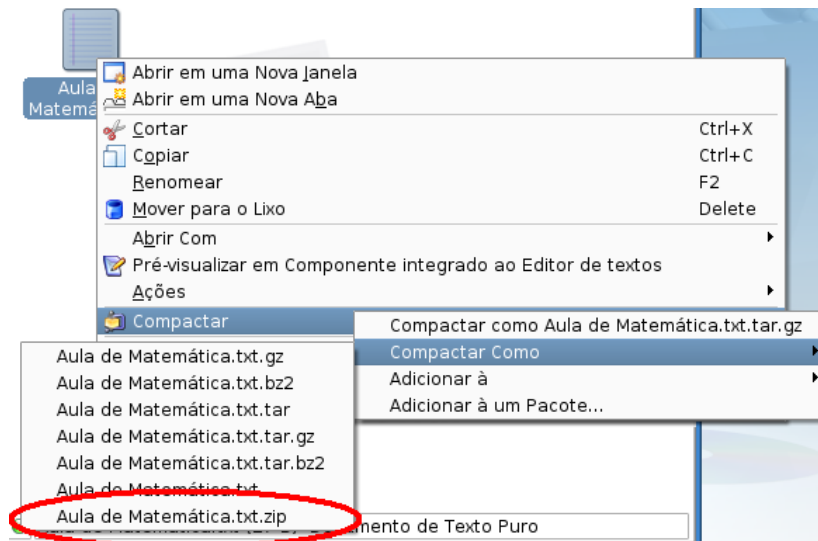 Aula
Matemá
Abrir em uma Nova Janela
Abrir em uma Nova Aba
Cortar Ctrl+X
Copiar Ctrl+C
Renomear F2
Mover para o Lixo Delete
Abrir Com
Pré-visualizar em Componente integrado ao Editor de textos
Ações
Compactar
Compactar como Aula de Matemática.txt.tar.gz
Compactar Como
Adicionar à
Adicionar à um Pacote...
Aula de Matemática.txt.gz
Aula de Matemática.txt.bz2
Aula de Matemática.txt.tar
Aula de Matemática.txt.tar.gz
Aula de Matemática.txt.tar.bz2
Aula de Matemática.txt
Aula de Matemática.txt.zip
de Texto Puro